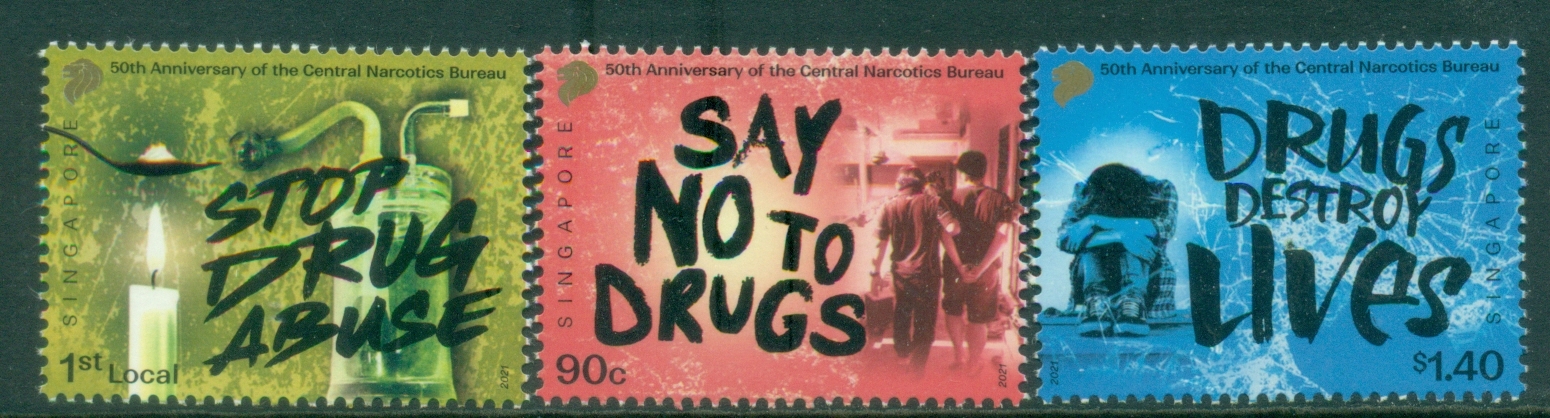 50th Anniversary of the Central Narcotics Bureau
SINGAPORE
STOP
DRUG
ABUSE
1st Local
2021
50th Anniversary of the Central Narcotics Bureau
SINGAPORE
SAY
NO TO
DRUGS
90c
2021
50th Anniversary of the Central Narcotics Bureau
DRUGS
DESTROY
LIVES
SINGAPORE
2021
$1.40